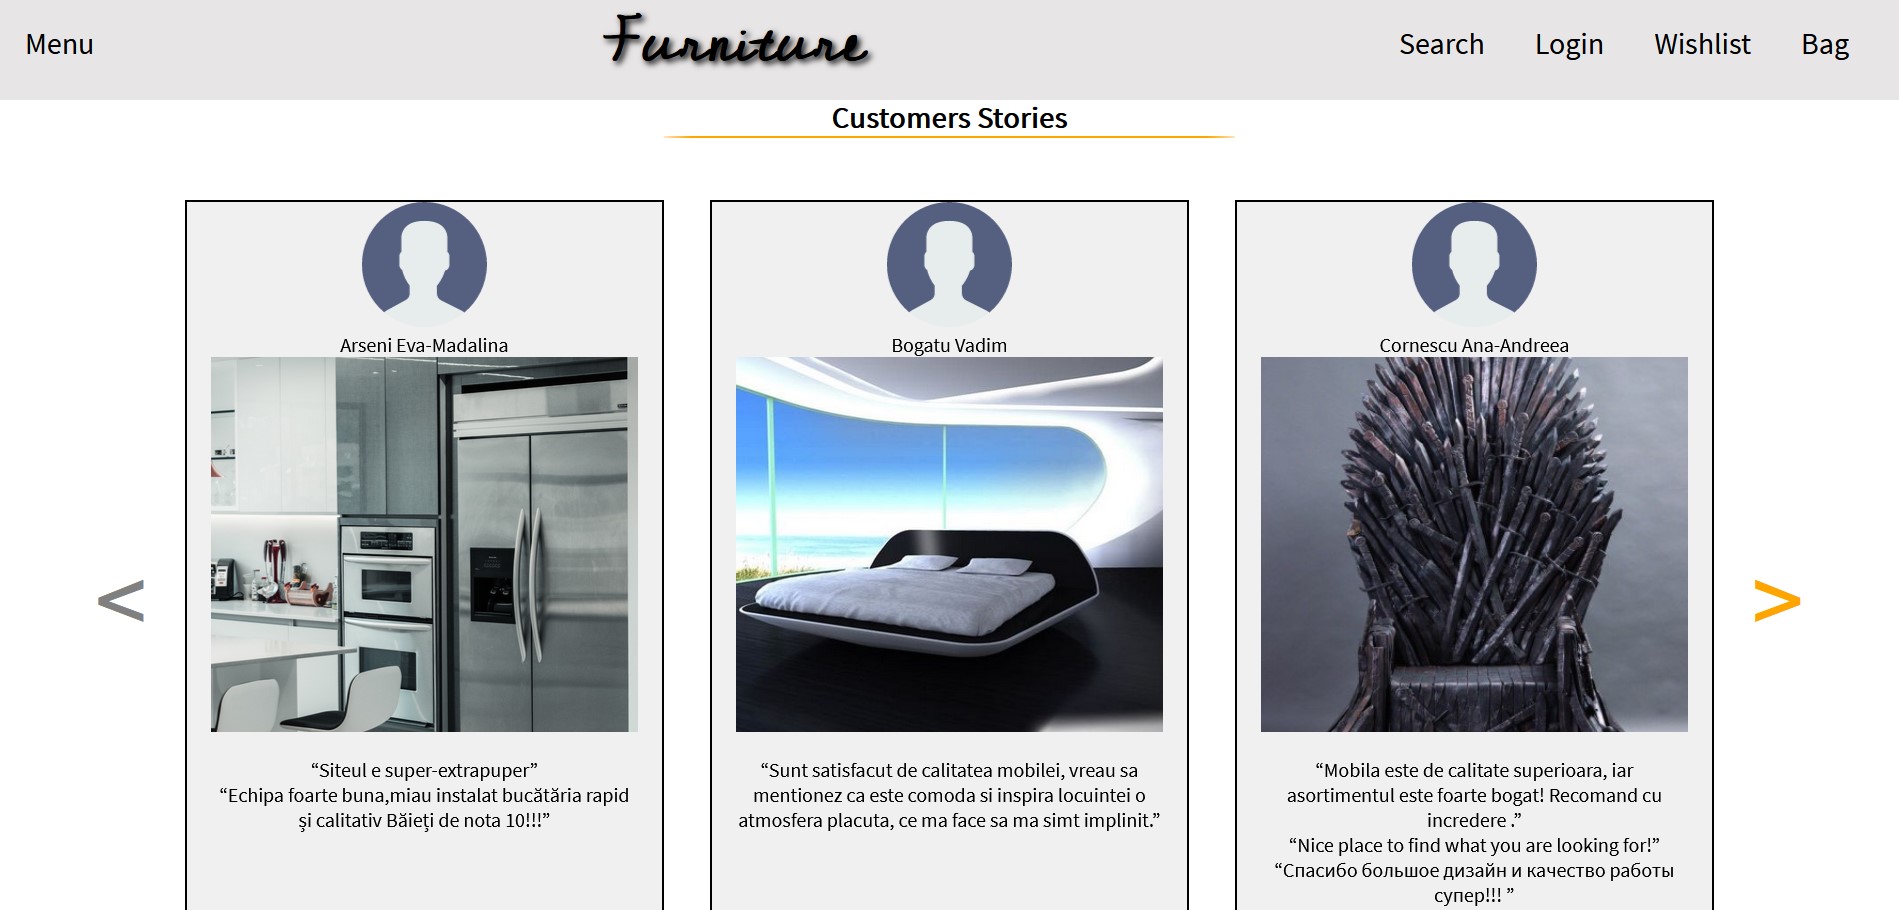 Menu
Furniture
Search Login Wishlist Bag
Customers Stories
<
Arseni Eva-Madalina
“Siteul e super-extrapuper”
“Echipa foarte buna,miau instalat bucătăria rapid
și calitativ Băieți de nota 10!!!”
Bogatu Vadim
“Sunt satisfacut de calitatea mobilei, vreau sa
mentionez ca este comoda si inspira locuintei o
atmosfera placuta, ce ma face sa ma simt implinit.”
Cornescu Ana-Andreea
“Mobila este de calitate superioara, iar
asortimentul este foarte bogat! Recomand cu
incredere .”
“Nice place to find what you are looking for!”
“Спасибо большое дизайн и качество работы
супер!!! ”
>